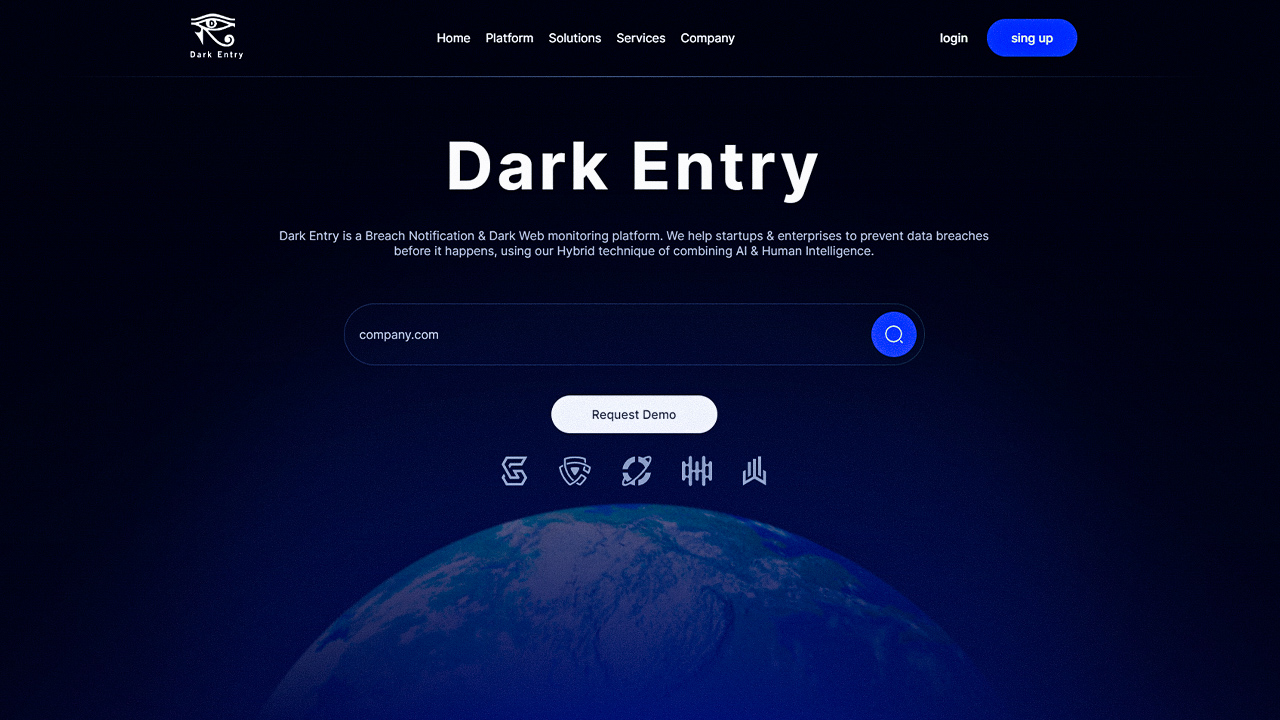 Dark Entry
Home Platform Solutions Services Company
login
sing up
Dark Entry
Dark Entry is a Breach Notification & Dark Web monitoring platform. We help startups & enterprises to prevent data breaches
before it happens, using our Hybrid technique of combining AI & Human Intelligence.
company.com
Request Demo